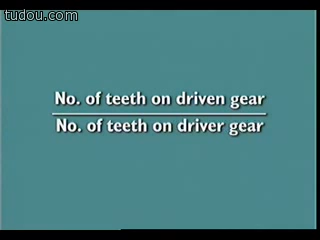 tudou.com
No. of teeth on driven gear
No. of teeth on driver gear